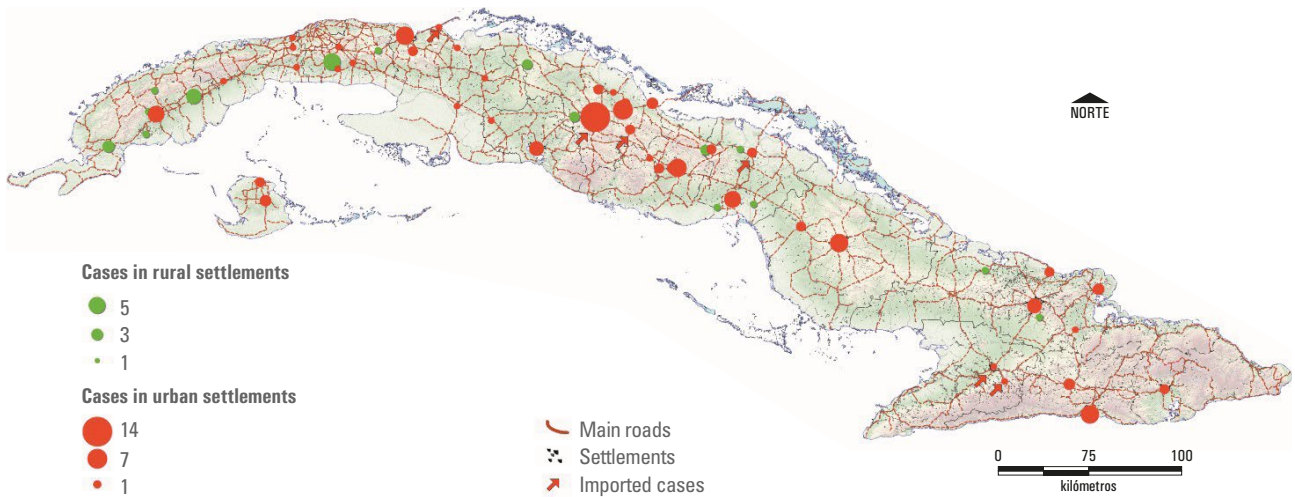 NORTE
Cases in rural settlements
5
3
1
Cases in urban settlements
14
7
1
Main roads
Settlements
Imported cases
0 75 100
kilómetros